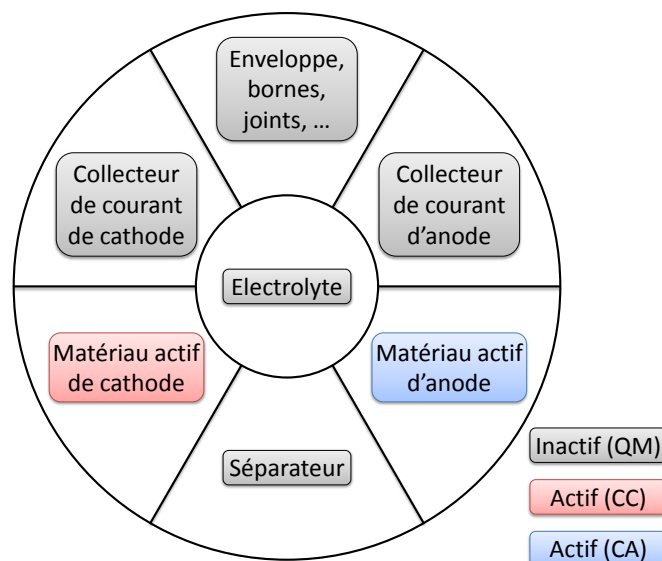 Enveloppe,
bornes,
joints, ...
Collecteur
de courant
de cathode
Collecteur
de courant
d'anode
Electrolyte
Matériau actif
de cathode
Matériau actif
d'anode
Séparateur
Inactif (QM)
Actif (CC)
Actif (CA)